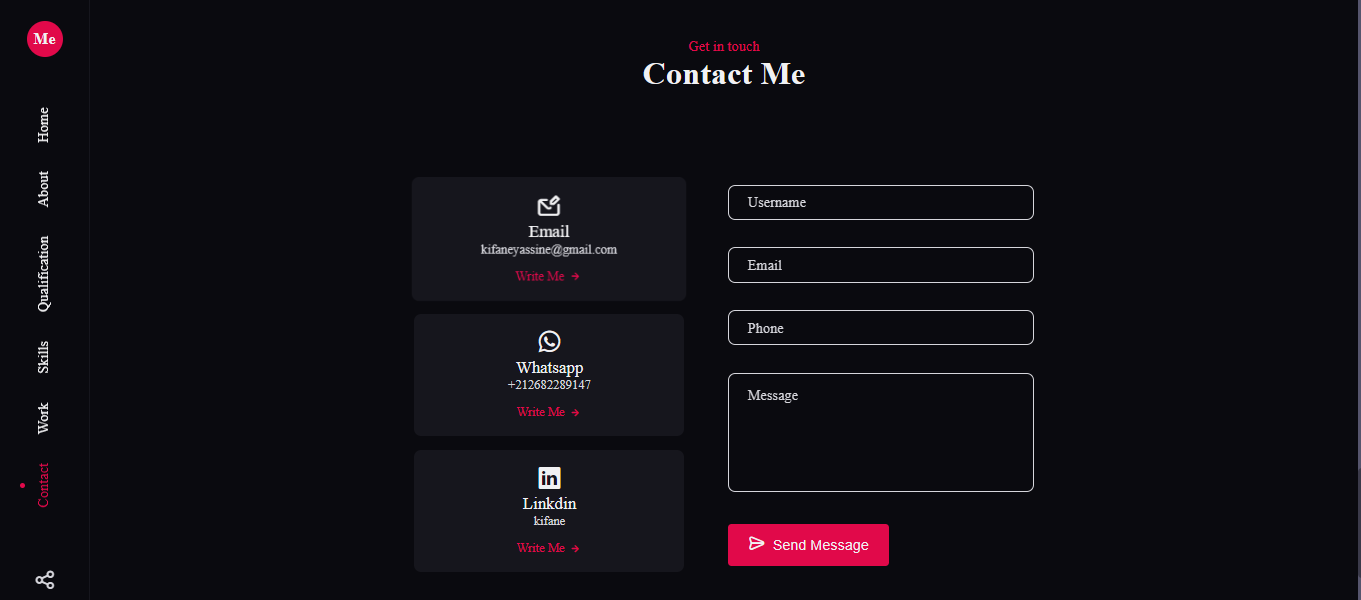 Me
Home
About
Qualification
Skills
Work
Contact
Get in touch
Contact Me
Email
kifaneyassine@gmail.com
Write Me →
Whatsapp
+212682289147
Write Me →
in
Linkdin
kifane
Write Me →
Username
Email
Phone
Message
Send Message